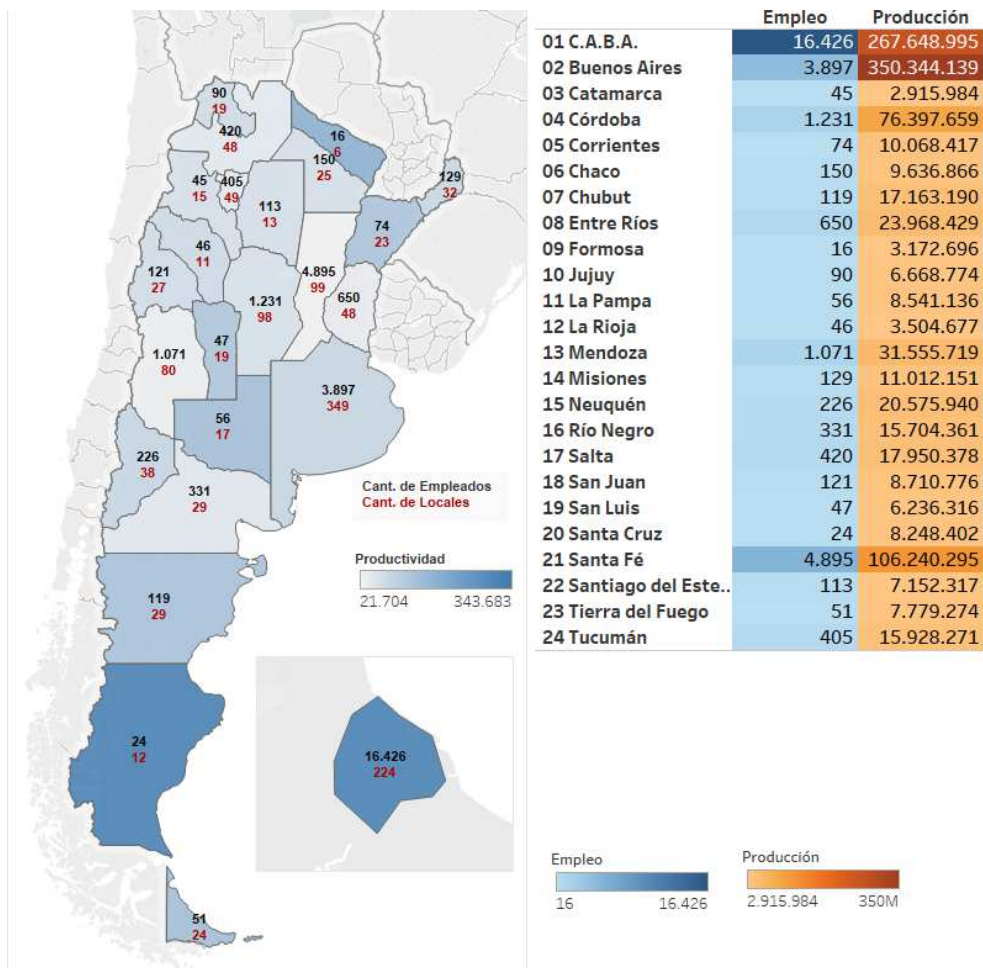 90
19
420
48
16
6
150
25
129
32
45
15
405
49
113
13
74
23
46
11
121
27
4.895
99
1.231
98
650
48
47
19
1.071
80
3.897
349
56
17
226
38
331
29
Cant. de Empleados
Cant. de Locales
Productividad
21.704 343.683
119
29
24
12
16.426
224
51
24
Empleo Producción
01 C.A.B.A. 16.426 267.648.995
02 Buenos Aires 3.897 350.344.139
03 Catamarca 45 2.915.984
04 Córdoba 1.231 76.397.659
05 Corrientes 74 10.068.417
06 Chaco 150 9.636.866
07 Chubut 119 17.163.190
08 Entre Ríos 650 23.968.429
09 Formosa 16 3.172.696
10 Jujuy 90 6.668.774
11 La Pampa 56 8.541.136
12 La Rioja 46 3.504.677
13 Mendoza 1.071 31.555.719
14 Misiones 129 11.012.151
15 Neuquén 226 20.575.940
16 Río Negro 331 15.704.361
17 Salta 420 17.950.378
18 San Juan 121 8.710.776
19 San Luis 47 6.236.316
20 Santa Cruz 24 8.248.402
21 Santa Fé 4.895 106.240.295
22 Santiago del Este.. 113 7.152.317
23 Tierra del Fuego 51 7.779.274
24 Tucumán 405 15.928.271
Empleo
16 16.426
Producción
2.915.984 350M